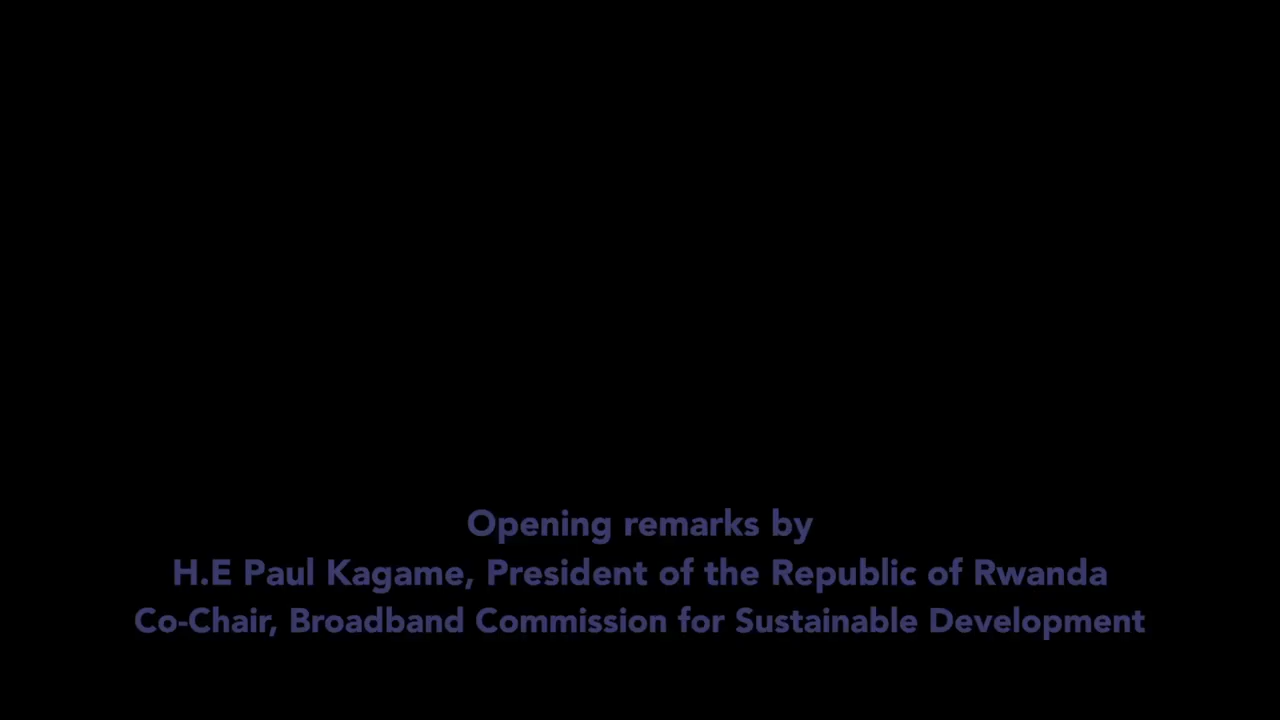 Opening remarks by
H.E Paul Kagame, President of the Republic of Rwanda
Co-Chair, Broadband Commission for Sustainable Development